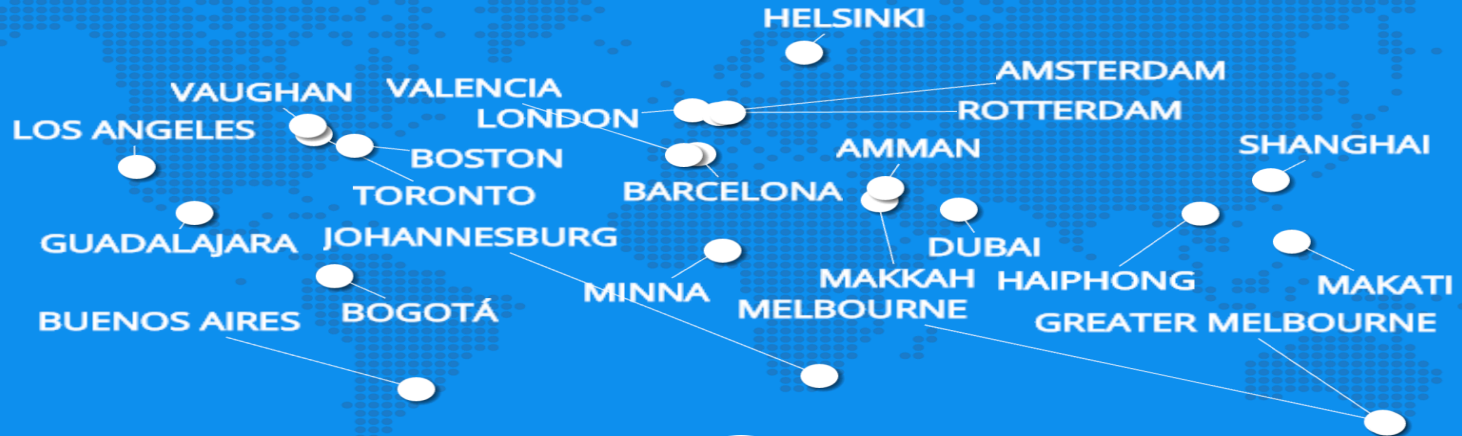 HELSINKI
AMSTERDAM
VAUGHAN
VALENCIA
LONDON
ROTTERDAM
LOS ANGELES
BOSTON
AMMAN
SHANGHAI
TORONTO
BARCELONA
GUADALAJARA
JOHANNESBURG
DUBAI
MINNA
MAKKAH
HAIPHONG
MAKATI
BUENOS AIRES
BOGOTÁ
MELBOURNE
GREATER MELBOURNE